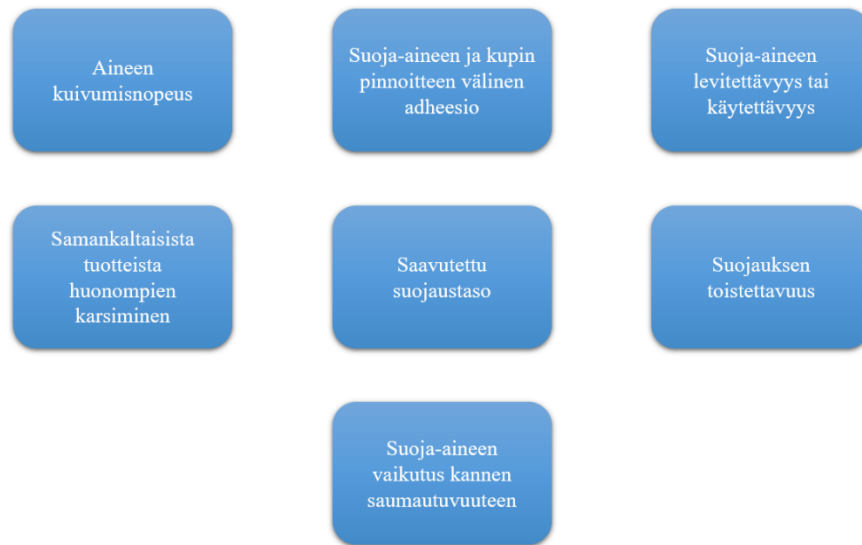 Aineen
kuivumisnopeus
Suoja-aineen ja kupin
pinnoitteen välinen
adheesio
Suoja-aineen
levitettävyys tai
käytettävyys
Samankaltaisista
tuotteista
huonompien
karsiminen
Saavutettu
suojaustaso
Suojauksen
toistettavuus
Suoja-aineen
vaikutus kannen
saumautuvuuteen